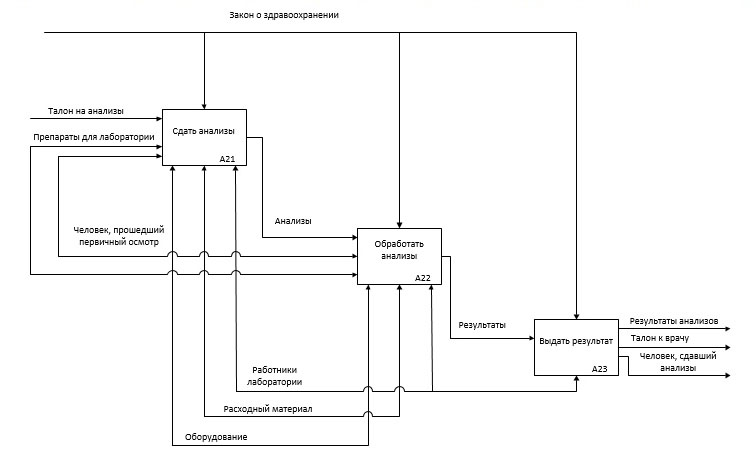 Закон о здравоохранении
Талон на анализы
Препараты для лаборатории
Сдать анализы
A21
Человек, прошедший
первичный осмотр
Анализы
Обработать
анализы
A22
Результаты
Выдать результат
A23
Результаты анализов
Талон к врачу
Человек, сдавший
анализы
Работники
лаборатории
Расходный материал
Оборудование